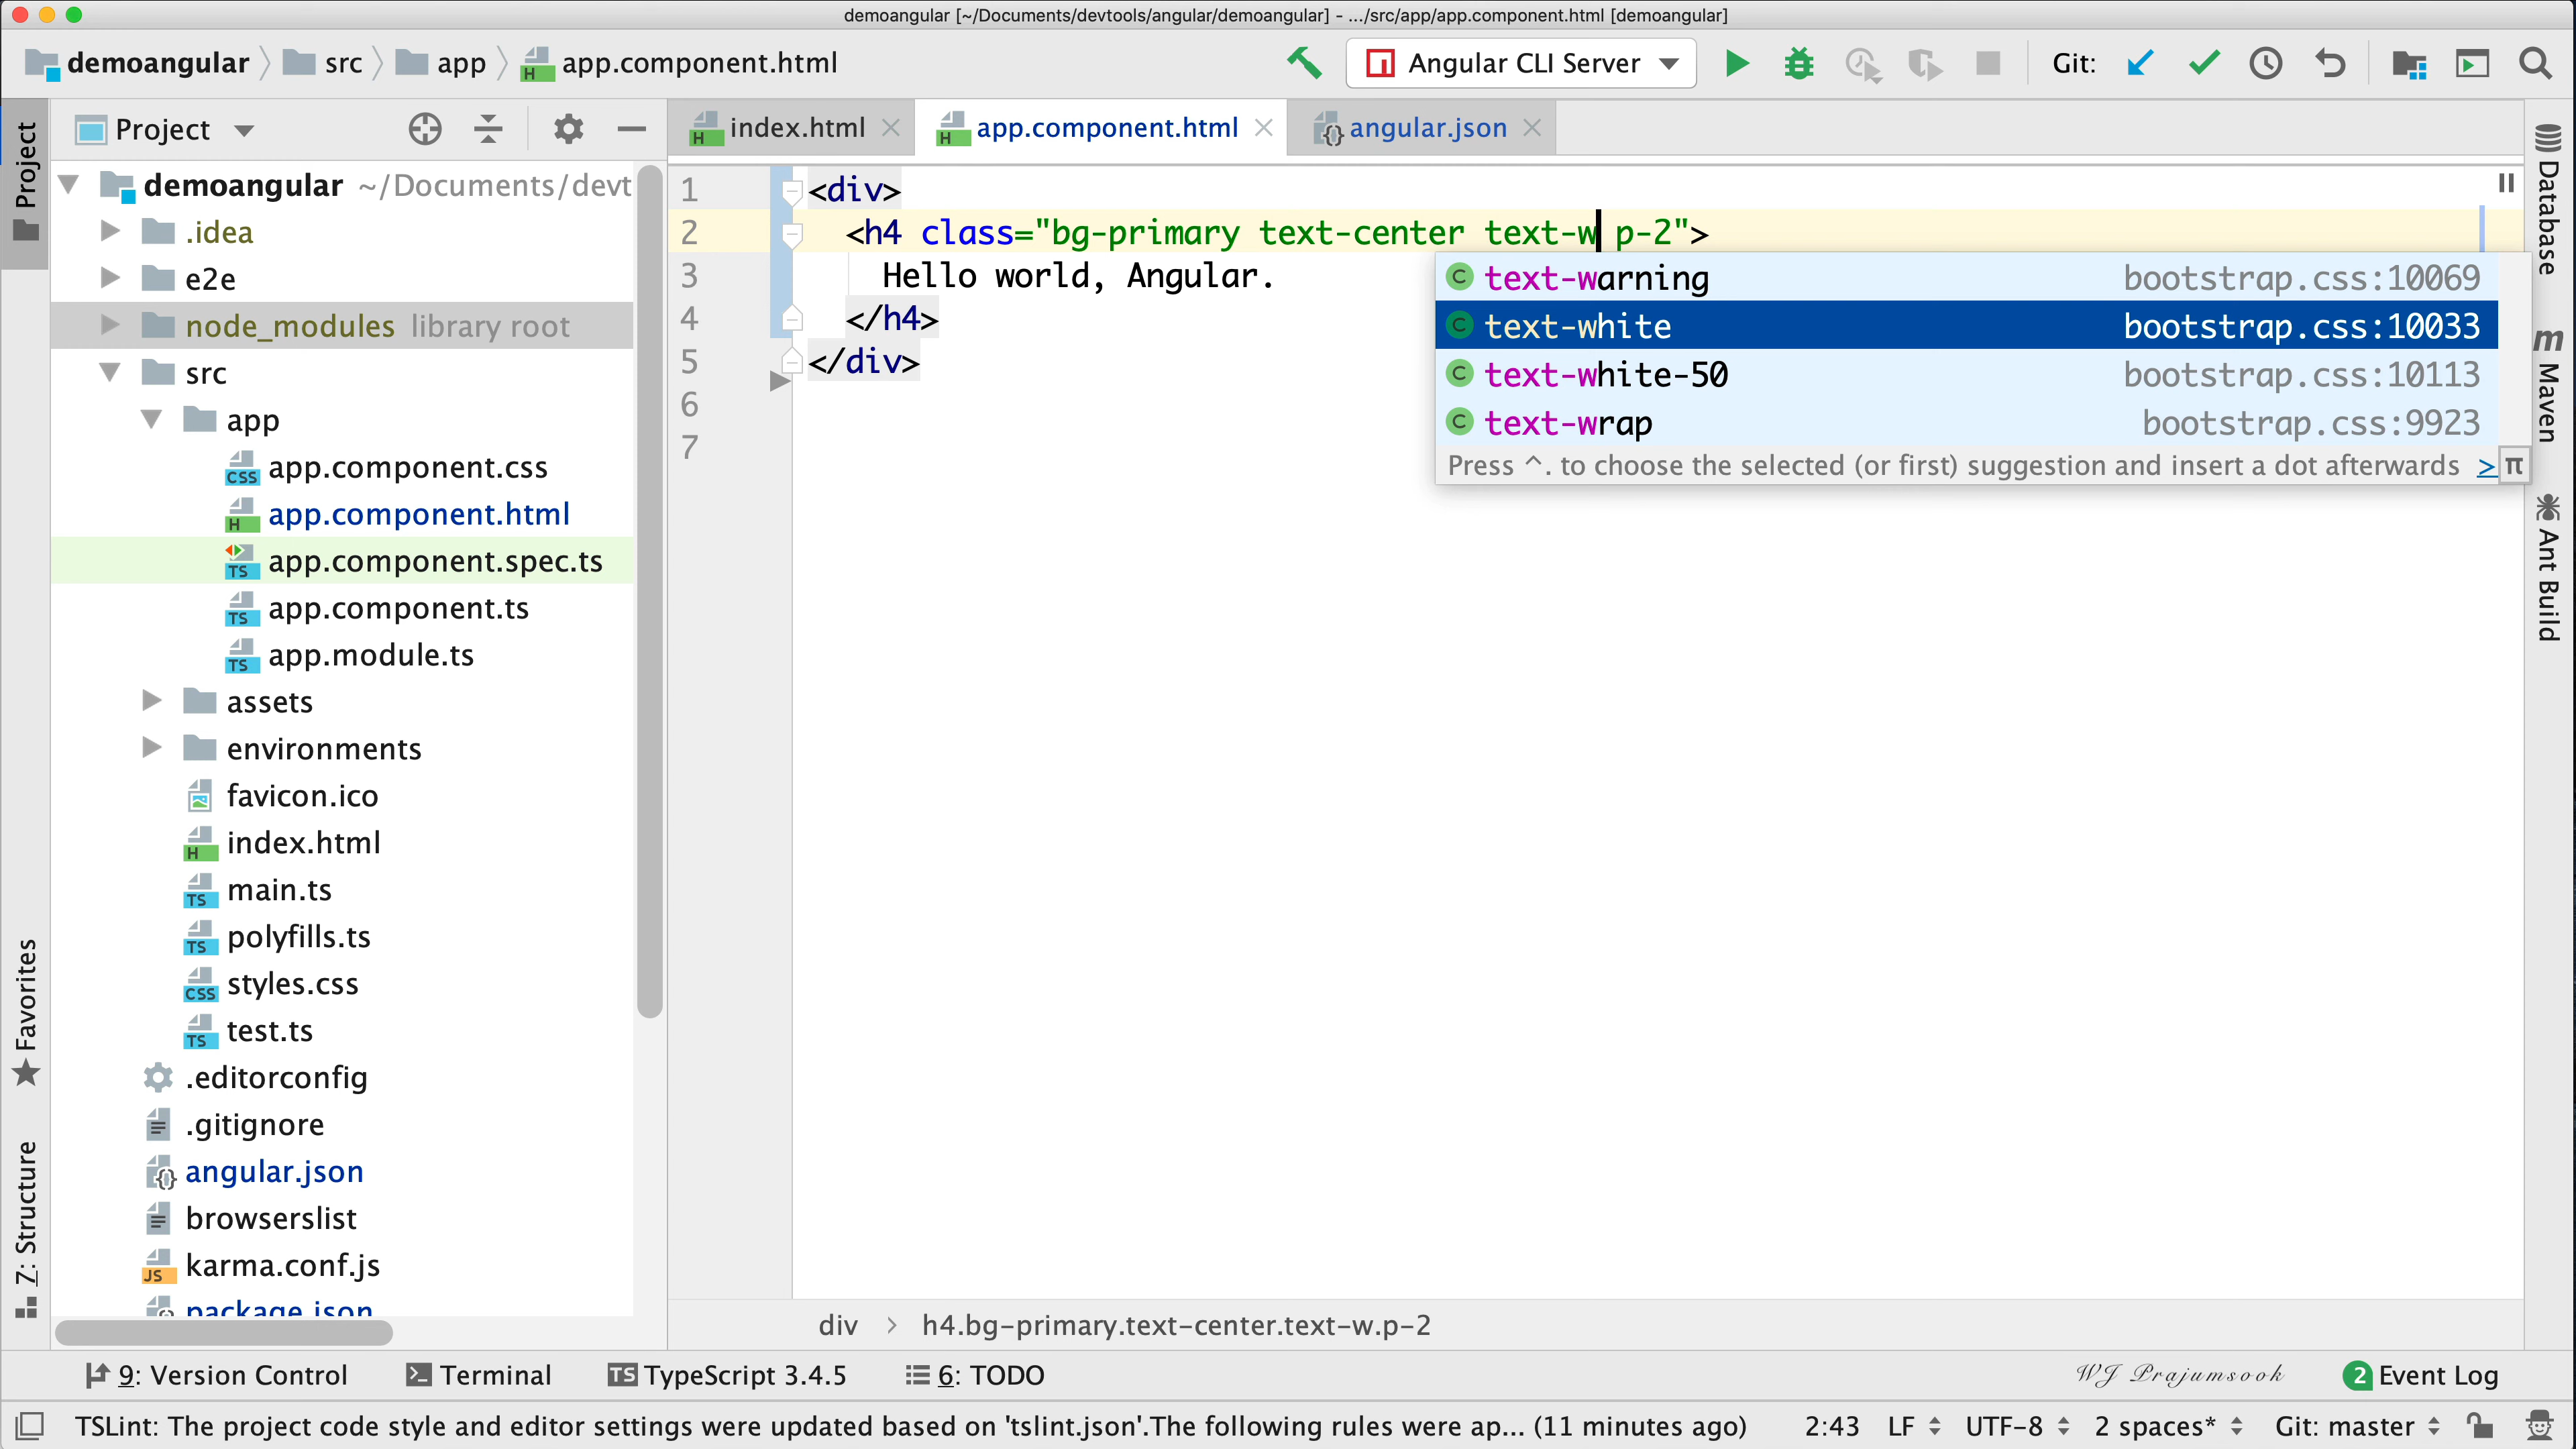 demoangular [~/Documents/devtools/angular/demoangular] - .../src/app/app.component.html [demoangular]
demoangular src app app.component.html
Angular CLI Server
Git:
Project
Project
index.html
app.component.html
angular.json
demoangular ~/Documents/devt
.idea
e2e
node_modules library root
src
app
app.component.css
app.component.html
app.component.spec.ts
app.component.ts
app.module.ts
assets
environments
favicon.ico
index.html
main.ts
polyfills.ts
styles.css
test.ts
.editorconfig
.gitignore
angular.json
browserslist
karma.conf.js
package.json
Favorites
Z: Structure
1 <div>
2 <h4 class="bg-primary text-center text-w p-2">
3 Hello world, Angular.
4 </h4>
5 </div>
6
7
text-warning bootstrap.css:10069
text-white bootstrap.css:10033
text-white-50 bootstrap.css:10113
text-wrap bootstrap.css:9923
Press ^. to choose the selected (or first) suggestion and insert a dot afterwards >> π
Database
m Maven
Ant Build
div > h4.bg-primary.text-center.text-w.p-2
9: Version Control
Terminal
TypeScript 3.4.5
6: TODO
WJ Prajumsook
2 Event Log
TSLint: The project code style and editor settings were updated based on 'tslint.json'.The following rules were ap... (11 minutes ago)
2:43 LF UTF-8 2 spaces* Git: master